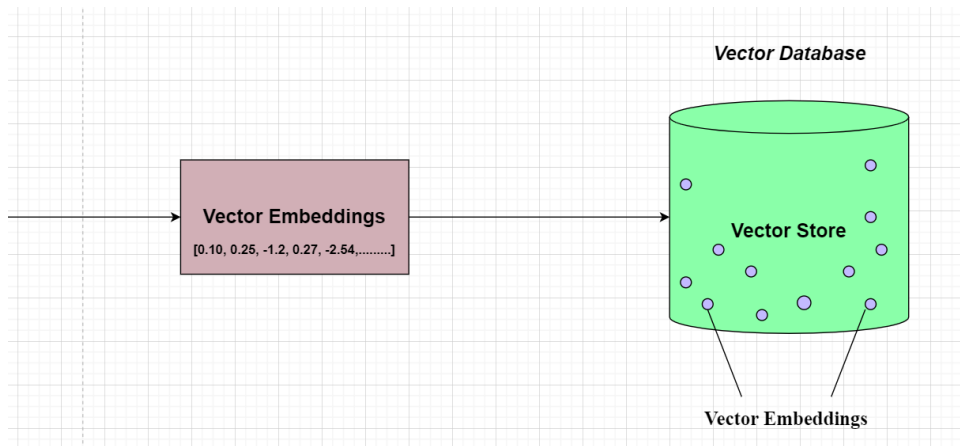 Vector Database
Vector Embeddings
[0.10, 0.25, -1.2, 0.27, -2.54,.........]
Vector Store
Vector Embeddings